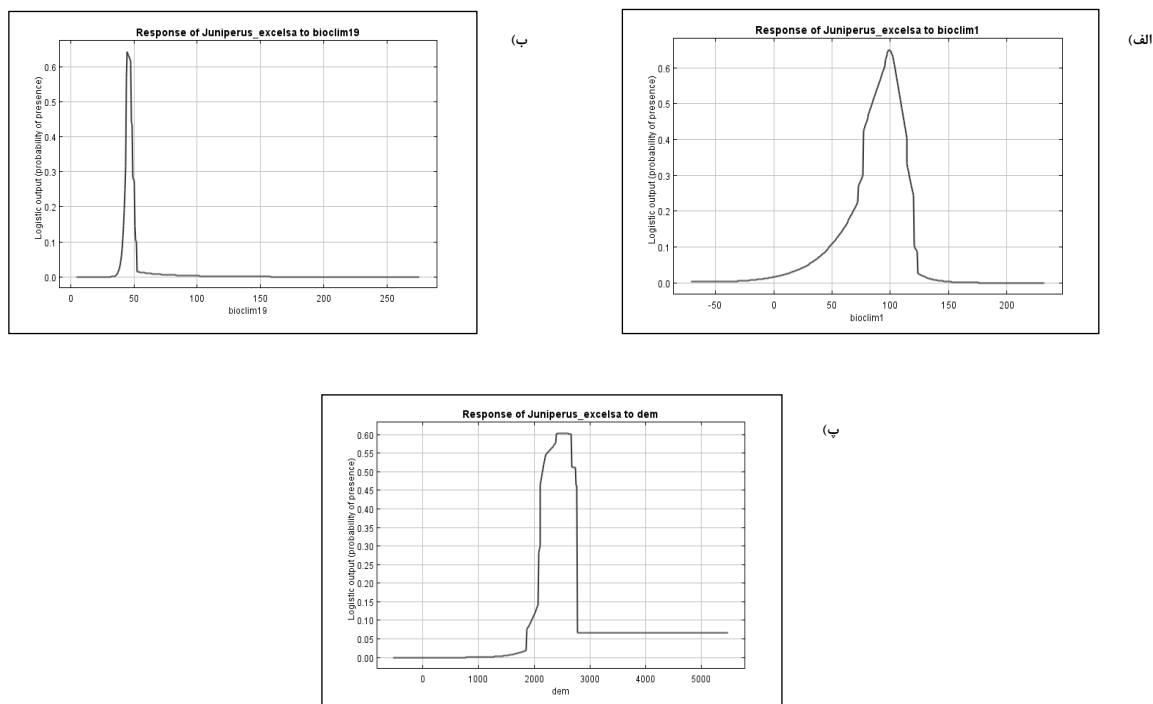 الف)
Response of Juniperus_excelsa to bioclim1
Logistic output (probability of presence)
0.6
0.5
0.4
0.3
0.2
0.1
0.0
-50 0 50 100 150 200
bioclim1
ب)
Response of Juniperus_excelsa to bioclim19
Logistic output (probability of presence)
0.6
0.5
0.4
0.3
0.2
0.1
0.0
0 50 100 150 200 250
bioclim19
پ)
Response of Juniperus_excelsa to dem
Logistic output (probability of presence)
0.60
0.55
0.50
0.45
0.40
0.35
0.30
0.25
0.20
0.15
0.10
0.05
0.00
0 1000 2000 3000 4000 5000
dem